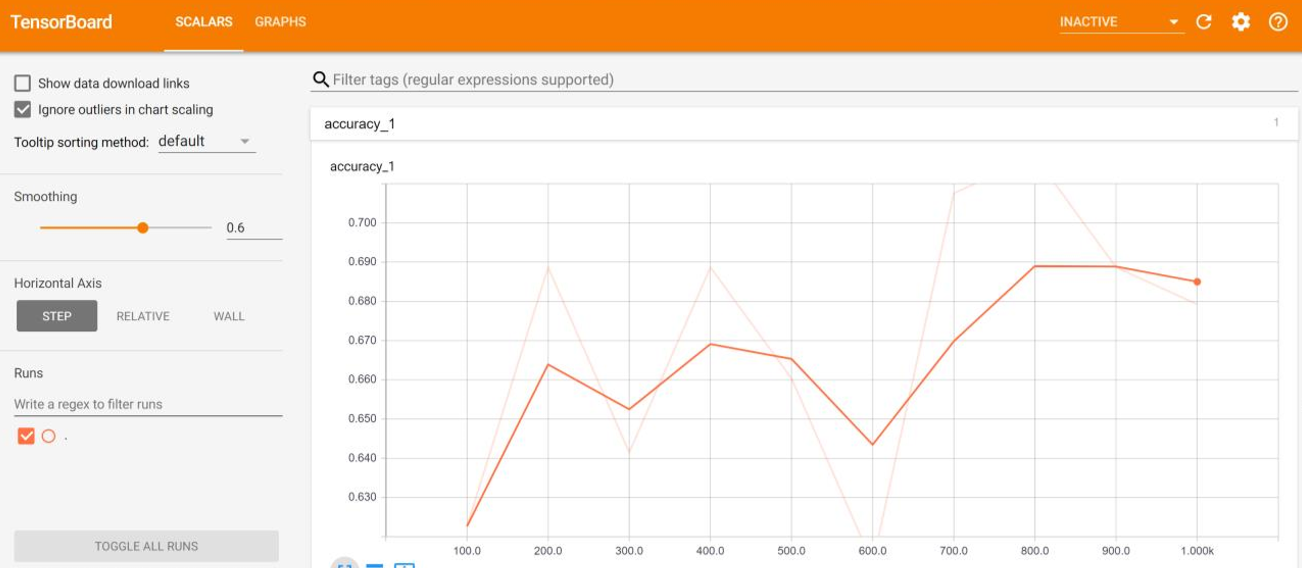 TensorBoard SCALARS GRAPHS INACTIVE
Show data download links
Ignore outliers in chart scaling
Tooltip sorting method: default
Smoothing
0.6
Horizontal Axis
STEP RELATIVE WALL
Runs
Write a regex to filter runs
.
TOGGLE ALL RUNS
Filter tags (regular expressions supported)
accuracy_1 1
accuracy_1
0.700
0.690
0.680
0.670
0.660
0.650
0.640
0.630
100.0 200.0 300.0 400.0 500.0 600.0 700.0 800.0 900.0 1.000k